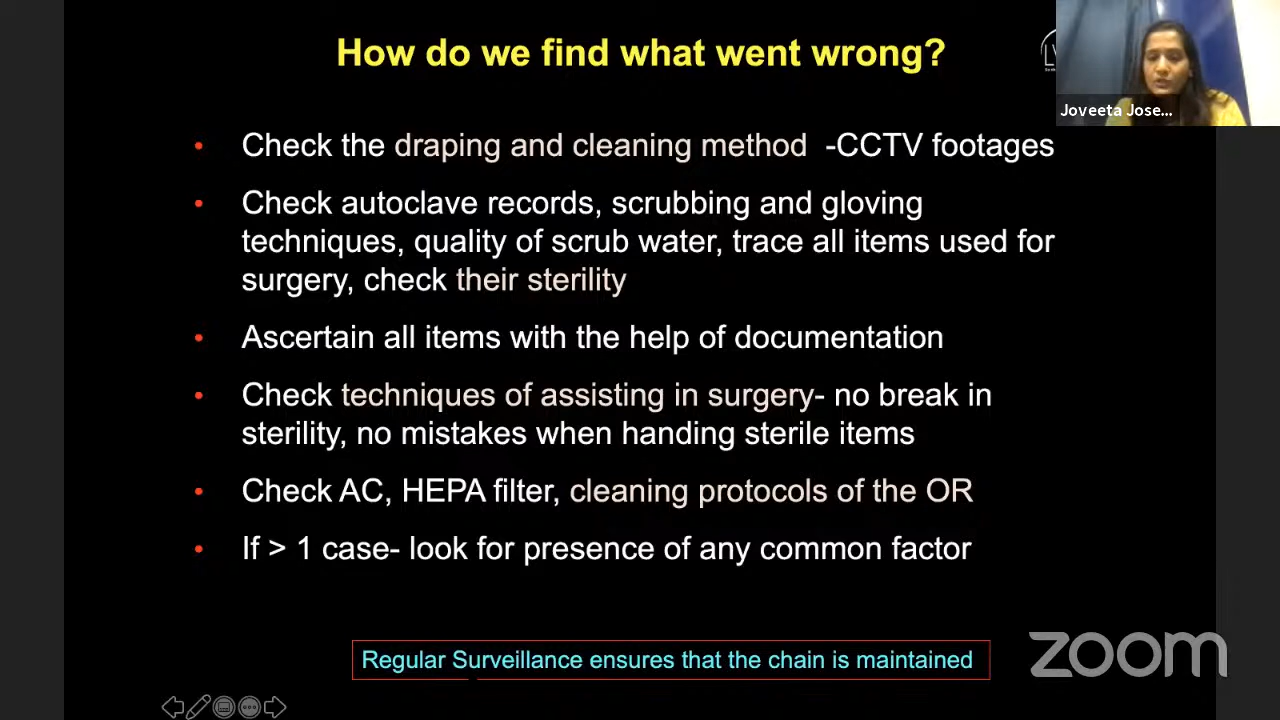 How do we find what went wrong?
Joveeta Jose...
• Check the draping and cleaning method -CCTV footages
• Check autoclave records, scrubbing and gloving
techniques, quality of scrub water, trace all items used for
surgery, check their sterility
• Ascertain all items with the help of documentation
• Check techniques of assisting in surgery- no break in
sterility, no mistakes when handing sterile items
• Check AC, HEPA filter, cleaning protocols of the OR
• If > 1 case- look for presence of any common factor
Regular Surveillance ensures that the chain is maintained
zoom